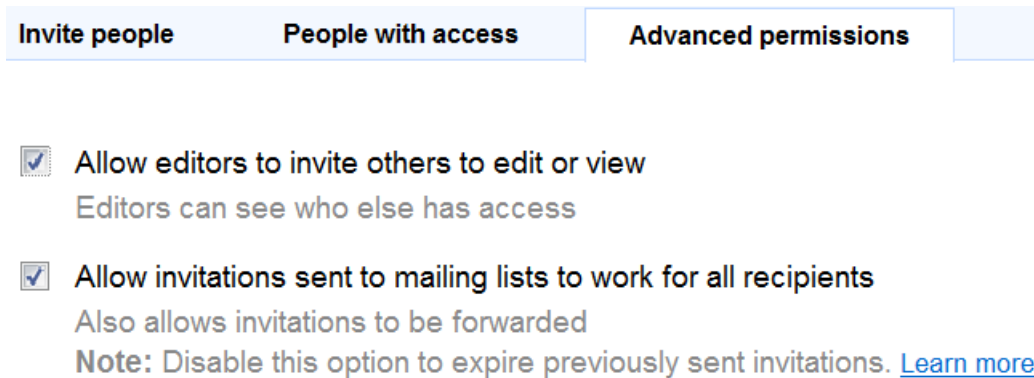 Invite people People with access Advanced permissions
Allow editors to invite others to edit or view
Editors can see who else has access
Allow invitations sent to mailing lists to work for all recipients
Also allows invitations to be forwarded
Note: Disable this option to expire previously sent invitations. Learn more